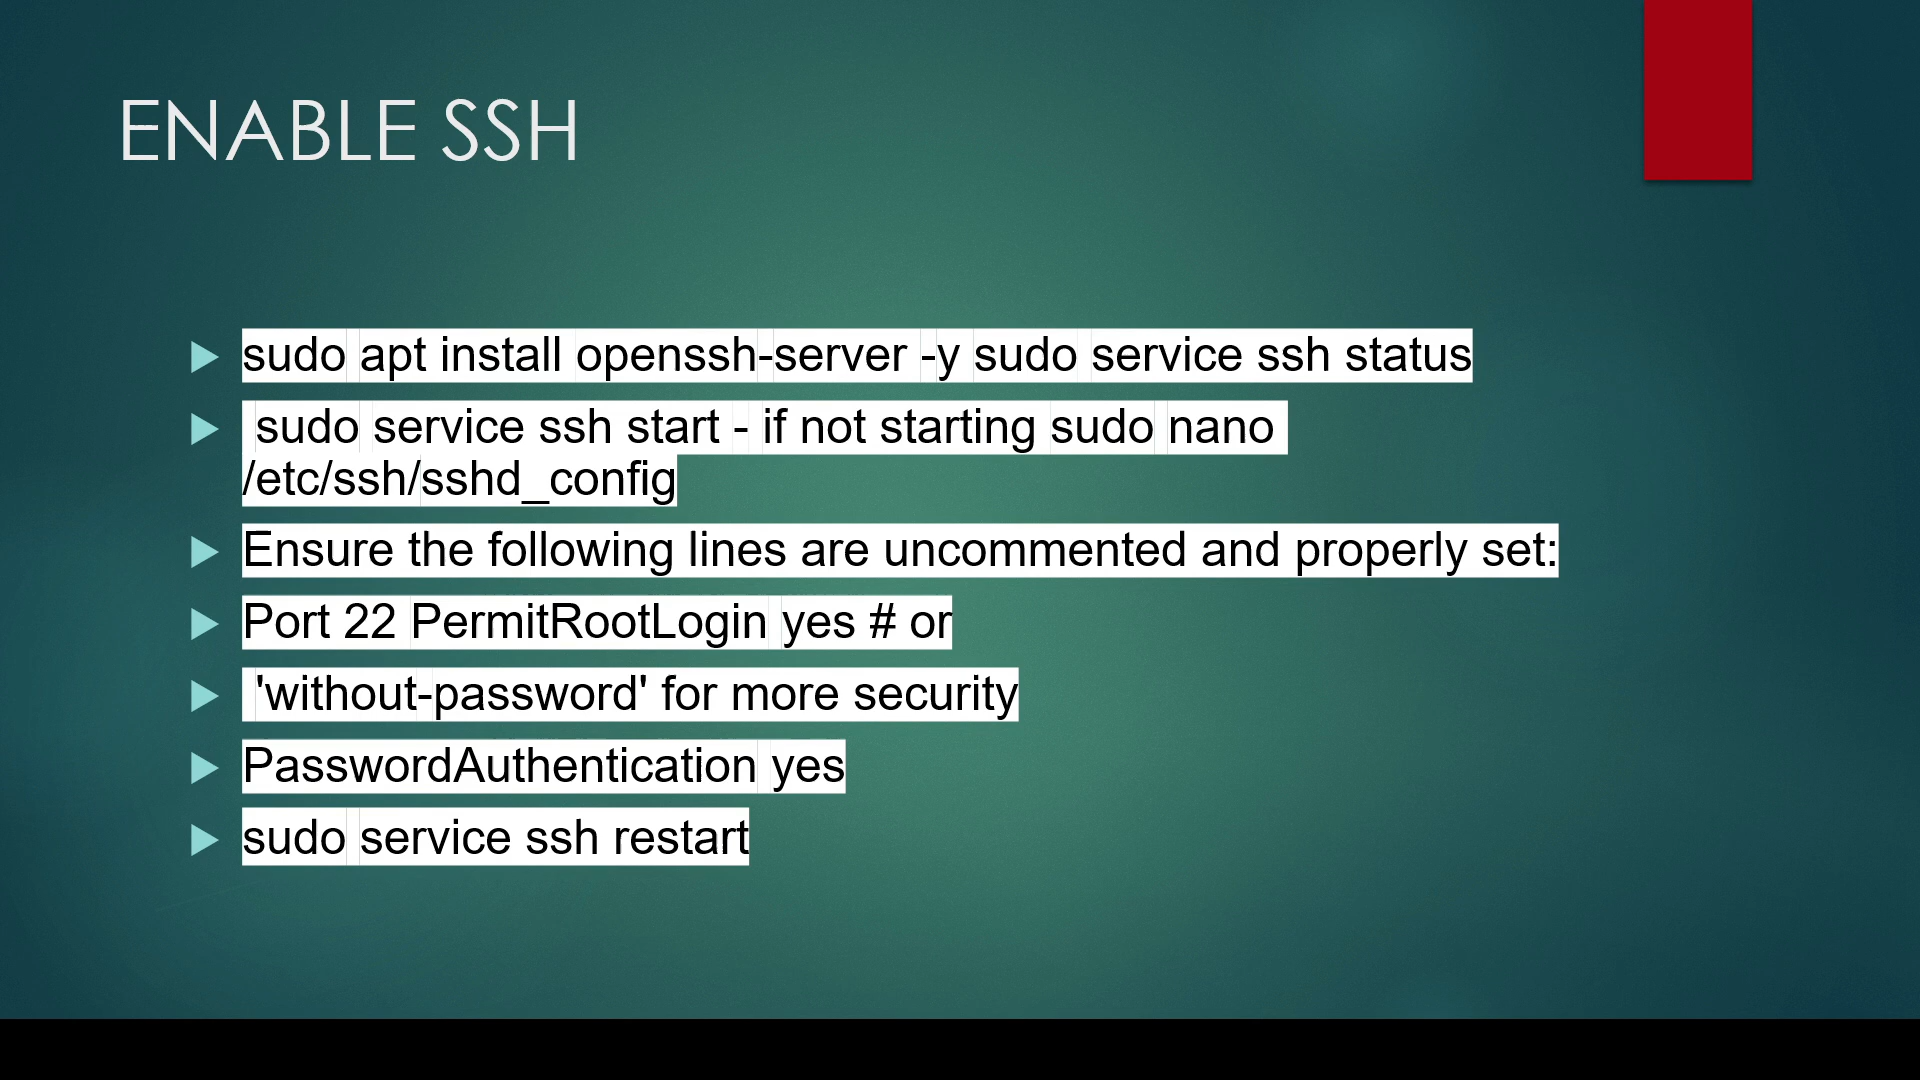 ENABLE SSH
sudo apt install openssh-server -y sudo service ssh status
sudo service ssh start - if not starting sudo nano
/etc/ssh/sshd_config
Ensure the following lines are uncommented and properly set:
Port 22 PermitRootLogin yes # or
'without-password' for more security
PasswordAuthentication yes
sudo service ssh restart